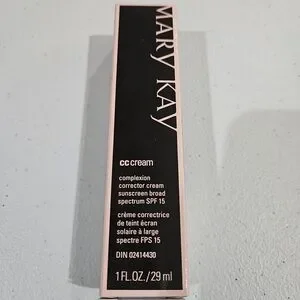 MARY KAY
cc cream
complexion
corrector cream
sunscreen broad
spectrum SPF 15
crème correctrice
de teint écran
solaire à large
spectre FPS 15
DIN 02414430
1 FL.OZ./29 ml